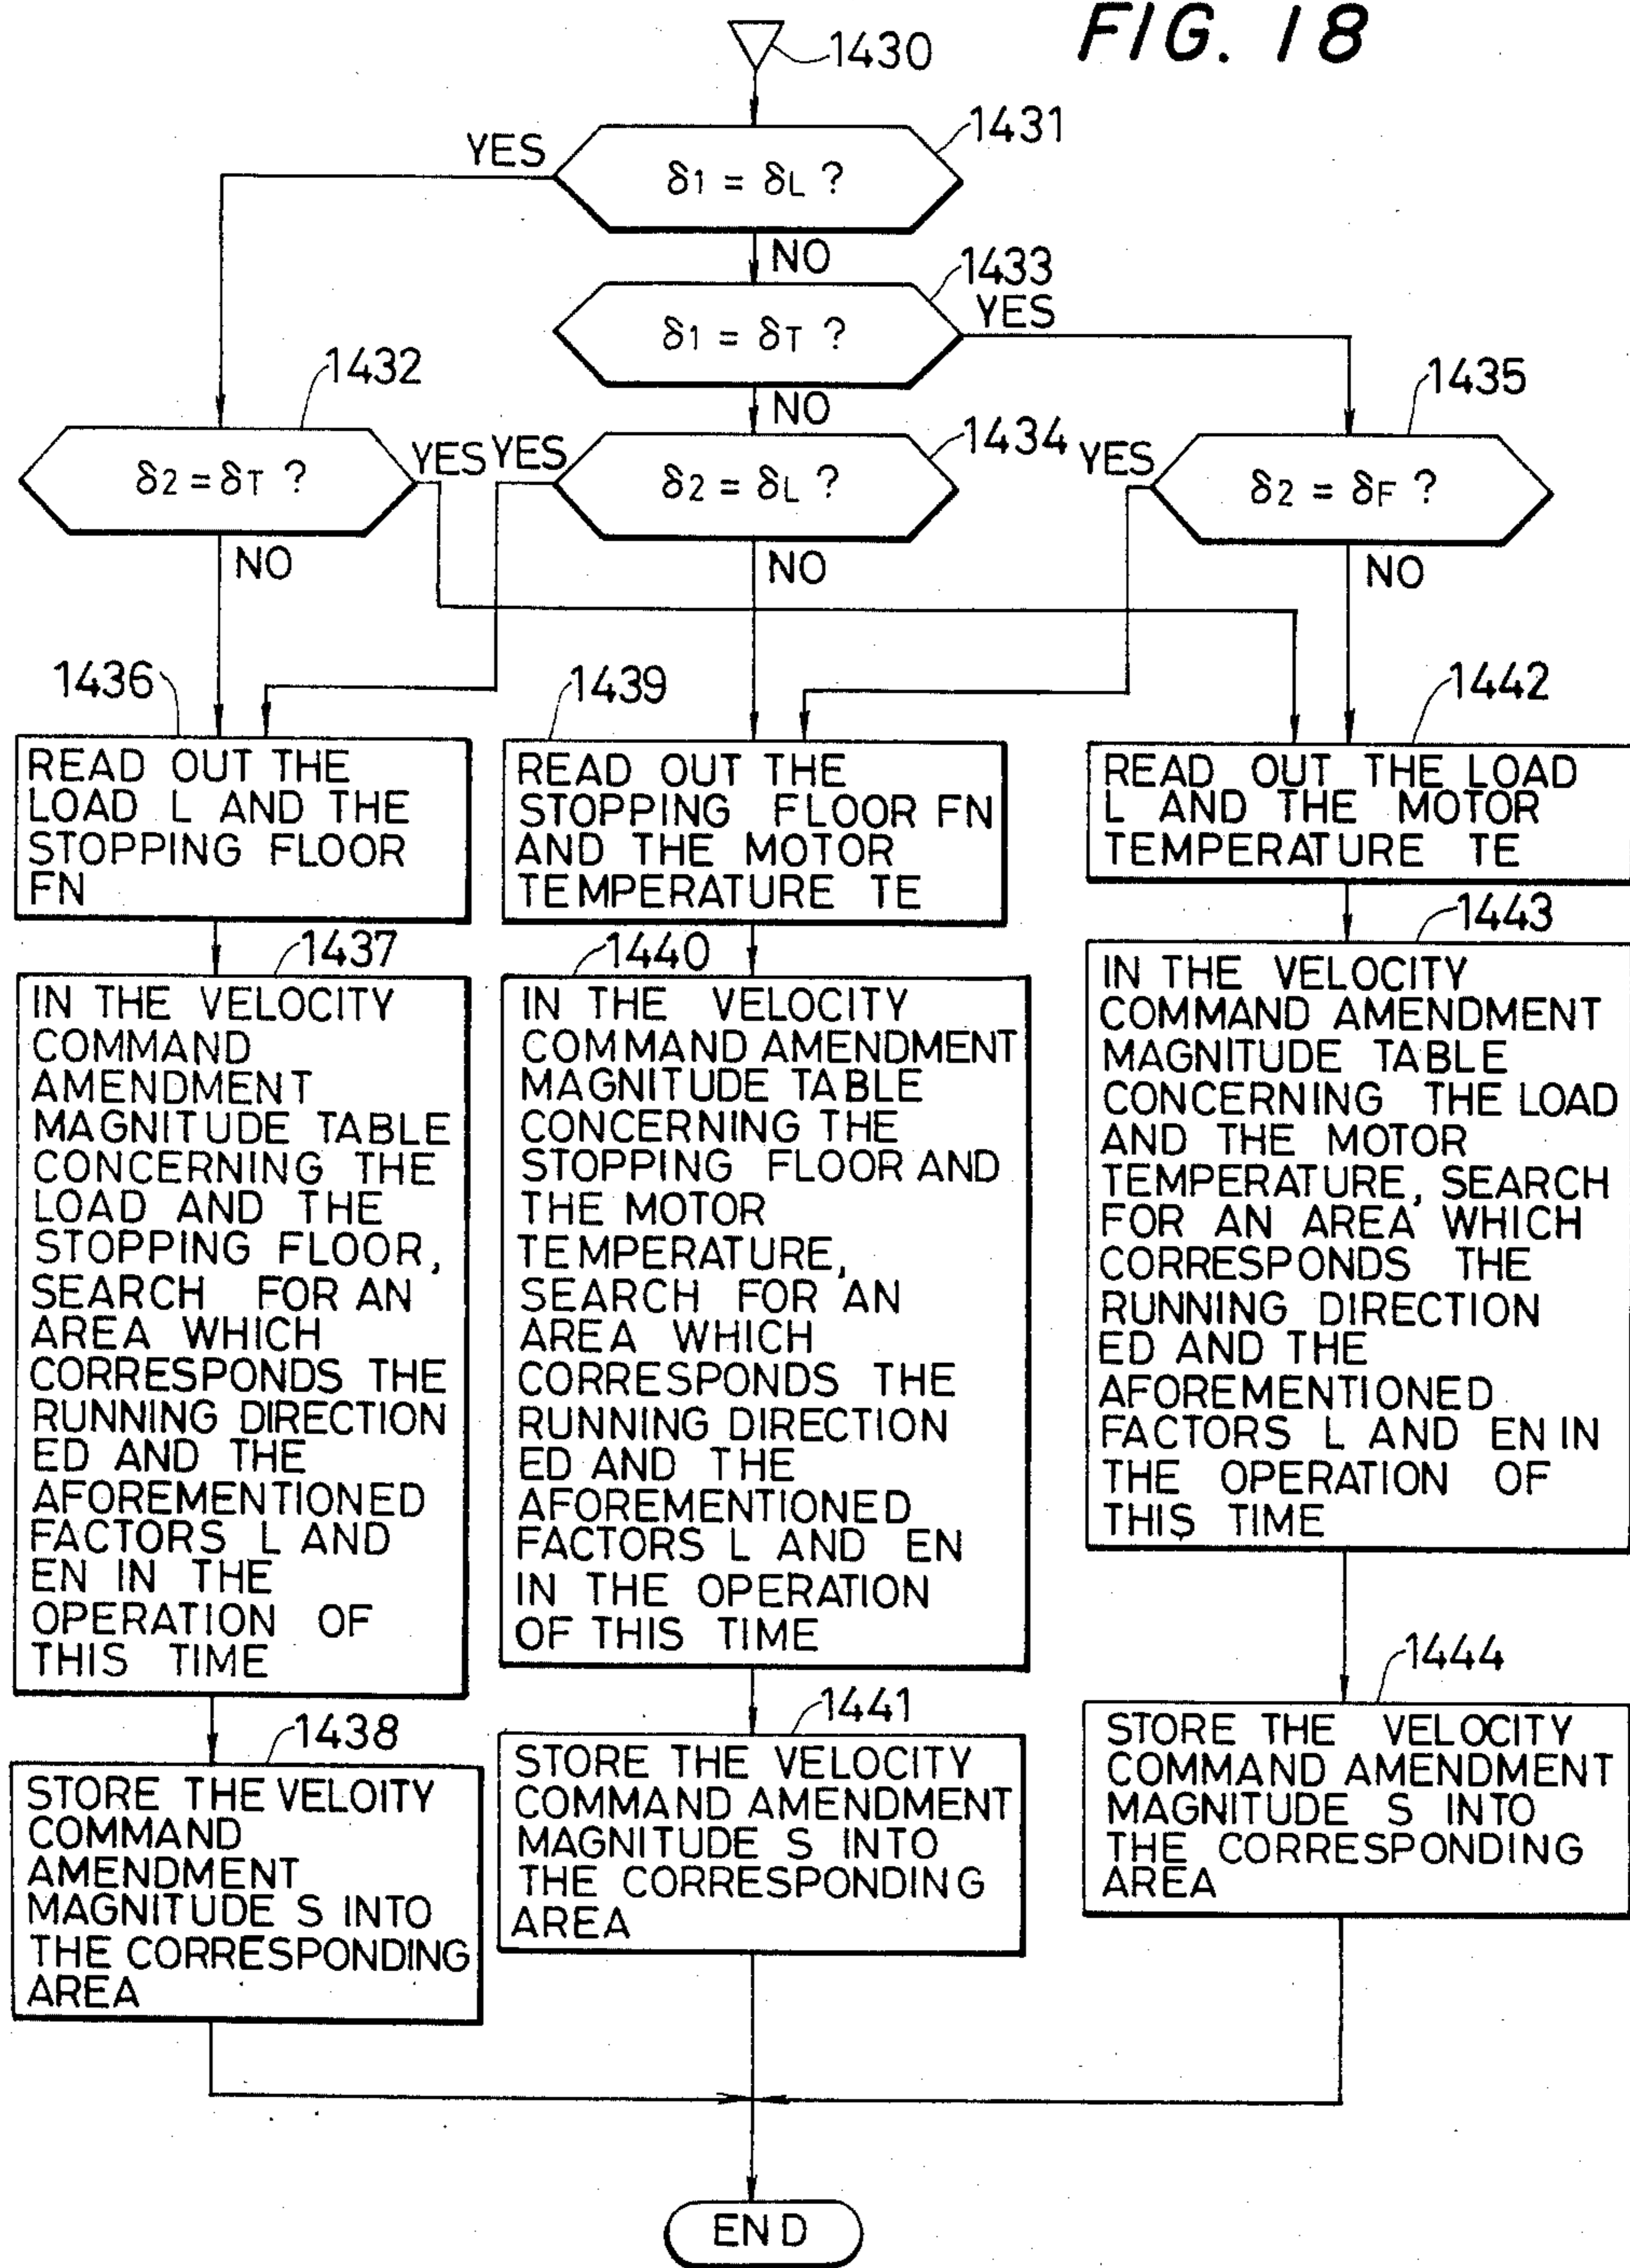 FIG. 18
1430
1431
YES
δ1 = δL ?
NO
1433
YES
δ1 = δT ?
NO
1432
1435
1434
YES
YES
YES
δ2 = δT ?
δ2 = δL ?
δ2 = δF ?
NO
NO
NO
1436
READ OUT THE
LOAD L AND THE
STOPPING FLOOR
FN
1439
READ OUT THE
STOPPING FLOOR FN
AND THE MOTOR
TEMPERATURE TE
1442
READ OUT THE LOAD
L AND THE MOTOR
TEMPERATURE TE
1437
IN THE VELOCITY
COMMAND
AMENDMENT
MAGNITUDE TABLE
CONCERNING THE
LOAD AND THE
STOPPING FLOOR,
SEARCH FOR AN
AREA WHICH
CORRESPONDS THE
RUNNING DIRECTION
ED AND THE
AFOREMENTIONED
FACTORS L AND
EN IN THE
OPERATION OF
THIS TIME
1440
IN THE VELOCITY
COMMAND AMENDMENT
MAGNITUDE TABLE
CONCERNING THE
STOPPING FLOOR AND
THE MOTOR
TEMPERATURE,
SEARCH FOR AN
AREA WHICH
CORRESPONDS THE
RUNNING DIRECTION
ED AND THE
AFOREMENTIONED
FACTORS L AND EN
IN THE OPERATION
OF THIS TIME
1443
IN THE VELOCITY
COMMAND AMENDMENT
MAGNITUDE TABLE
CONCERNING THE LOAD
AND THE MOTOR
TEMPERATURE, SEARCH
FOR AN AREA WHICH
CORRESPONDS THE
RUNNING DIRECTION
ED AND THE
AFOREMENTIONED
FACTORS L AND EN IN
THE OPERATION OF
THIS TIME
1438
STORE THE VELOITY
COMMAND
AMENDMENT
MAGNITUDE S INTO
THE CORRESPONDING
AREA
1441
STORE THE VELOCITY
COMMAND AMENDMENT
MAGNITUDE S INTO
THE CORRESPONDING
AREA
1444
STORE THE VELOCITY
COMMAND AMENDMENT
MAGNITUDE S INTO
THE CORRESPONDING
AREA
END